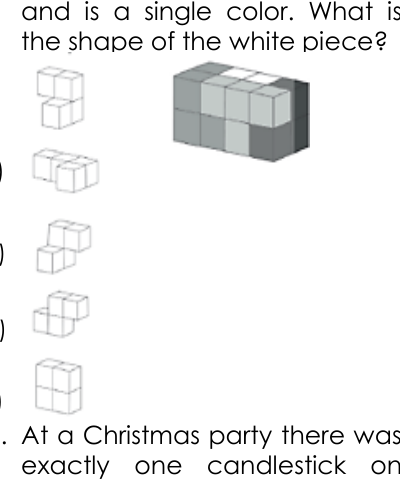 and is a single color. What is
the shape of the white piece?
)
)
)
)
. At a Christmas party there was
exactly one candlestick on